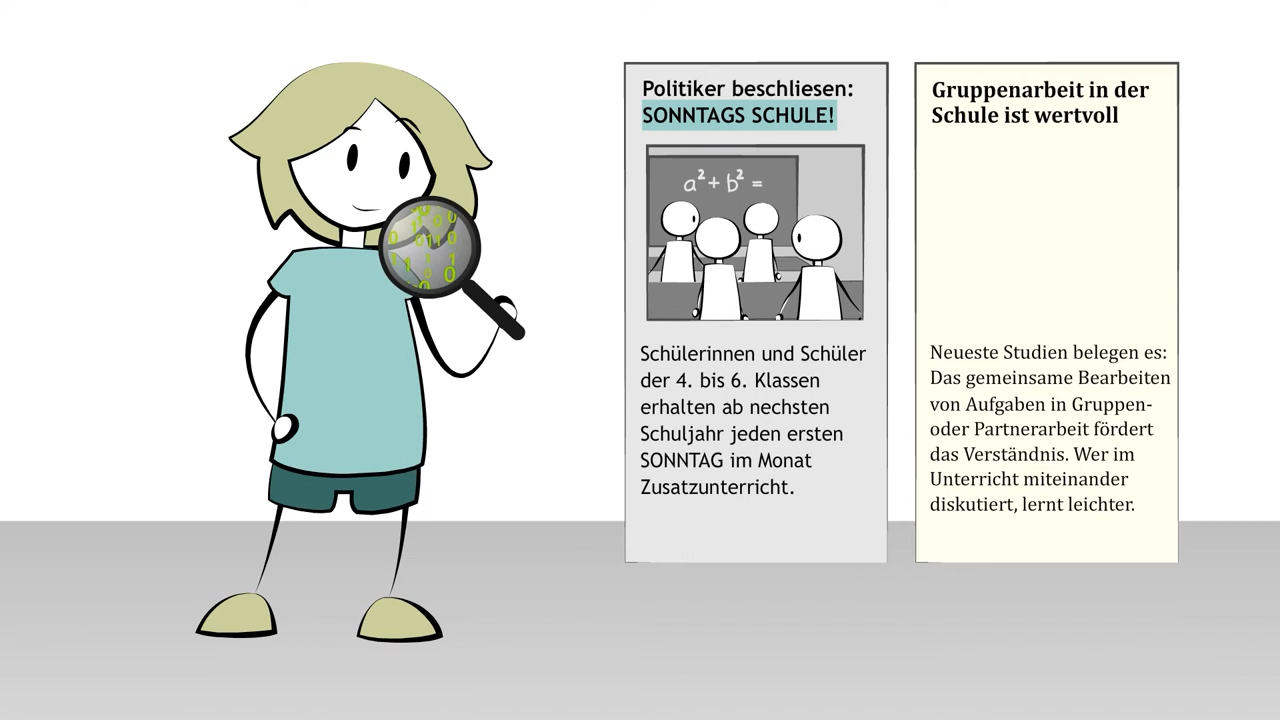 Politiker beschliesen:
SONNTAGS SCHULE!
a² + b² =
Schülerinnen und Schüler
der 4. bis 6. Klassen
erhalten ab nechsten
Schuljahr jeden ersten
SONNTAG im Monat
Zusatzunterricht.
Gruppenarbeit in der
Schule ist wertvoll
Neueste Studien belegen es:
Das gemeinsame Bearbeiten
von Aufgaben in Gruppen-
oder Partnerarbeit fördert
das Verständnis. Wer im
Unterricht miteinander
diskutiert, lernt leichter.